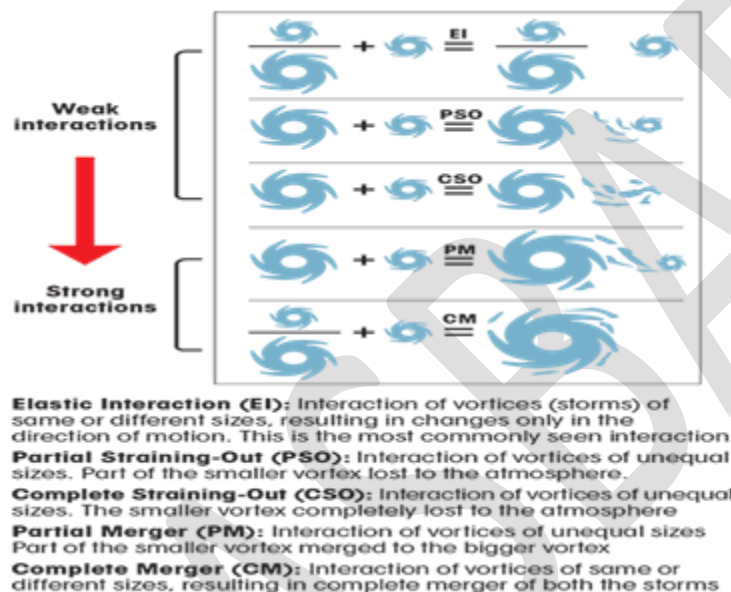 EI
+ =
PSO
+ =
Weak
interactions
CSO
+ =
PM
+ =
Strong
interactions
CM
+ =
Elastic Interaction (EI): Interaction of vortices (storms) of
same or different sizes, resulting in changes only in the
direction of motion. This is the most commonly seen interaction
Partial Straining-Out (PSO): Interaction of vortices of unequal
sizes. Part of the smaller vortex lost to the atmosphere.
Complete Straining-Out (CSO): Interaction of vortices of unequal
sizes. The smaller vortex completely lost to the atmosphere
Partial Merger (PM): Interaction of vortices of unequal sizes
Part of the smaller vortex merged to the bigger vortex
Complete Merger (CM): Interaction of vortices of same or
different sizes, resulting in complete merger of both the storms